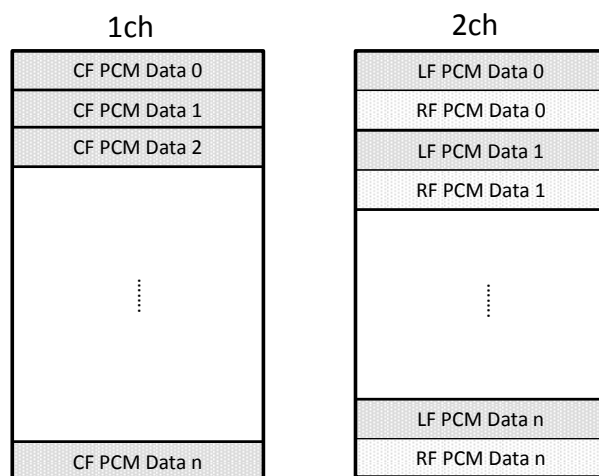 1ch
CF PCM Data 0
CF PCM Data 1
CF PCM Data 2
......
CF PCM Data n
2ch
LF PCM Data 0
RF PCM Data 0
LF PCM Data 1
RF PCM Data 1
......
LF PCM Data n
RF PCM Data n